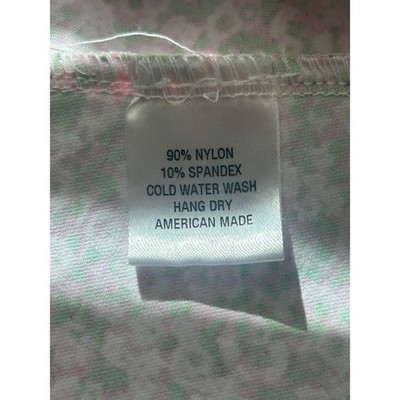 90% NYLON
10% SPANDEX
COLD WATER WASH
HANG DRY
AMERICAN MADE